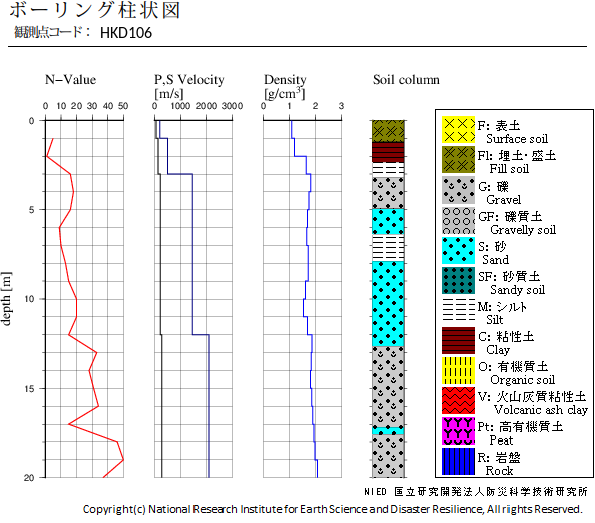 ボーリング柱状図
観測点コード： HKD106
N−Value
0 10 20 30 40 50
P,S Velocity
[m/s]
0 1000 2000 3000
Density
[g/cm³]
0 1 2 3
Soil column
depth [m]
0
5
10
15
20
F: 表土
Surface soil
Fl: 埋土・盛土
Fill soil
G: 礫
Gravel
GF: 礫質土
Gravelly soil
S: 砂
Sand
SF: 砂質土
Sandy soil
M: シルト
Silt
C: 粘性土
Clay
O: 有機質土
Organic soil
V: 火山灰質粘性土
Volcanic ash clay
Pt: 高有機質土
Peat
R: 岩盤
Rock
NIED 国立研究開発法人防災科学技術研究所
Copyright(c) National Research Institute for Earth Science and Disaster Resilience, All rights Reserved.